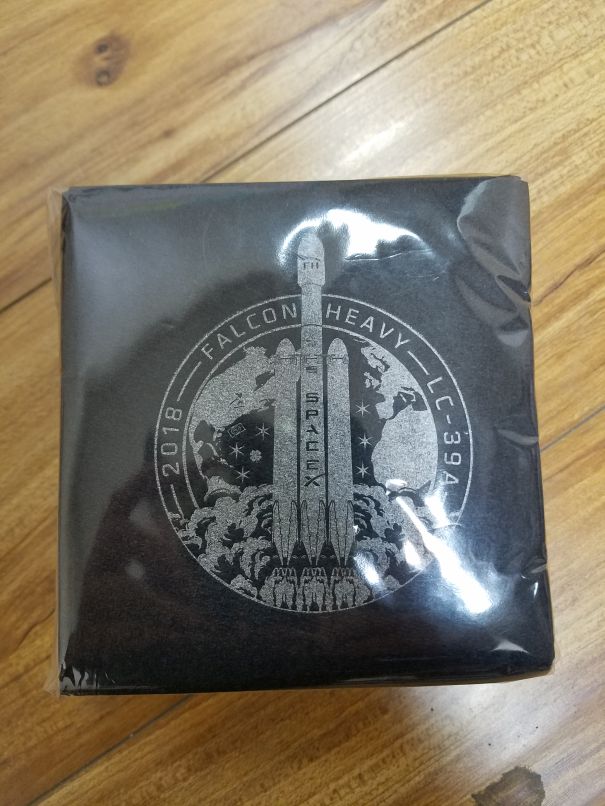 2018 — FALCON HEAVY — LC-39A
FH
SPACEX